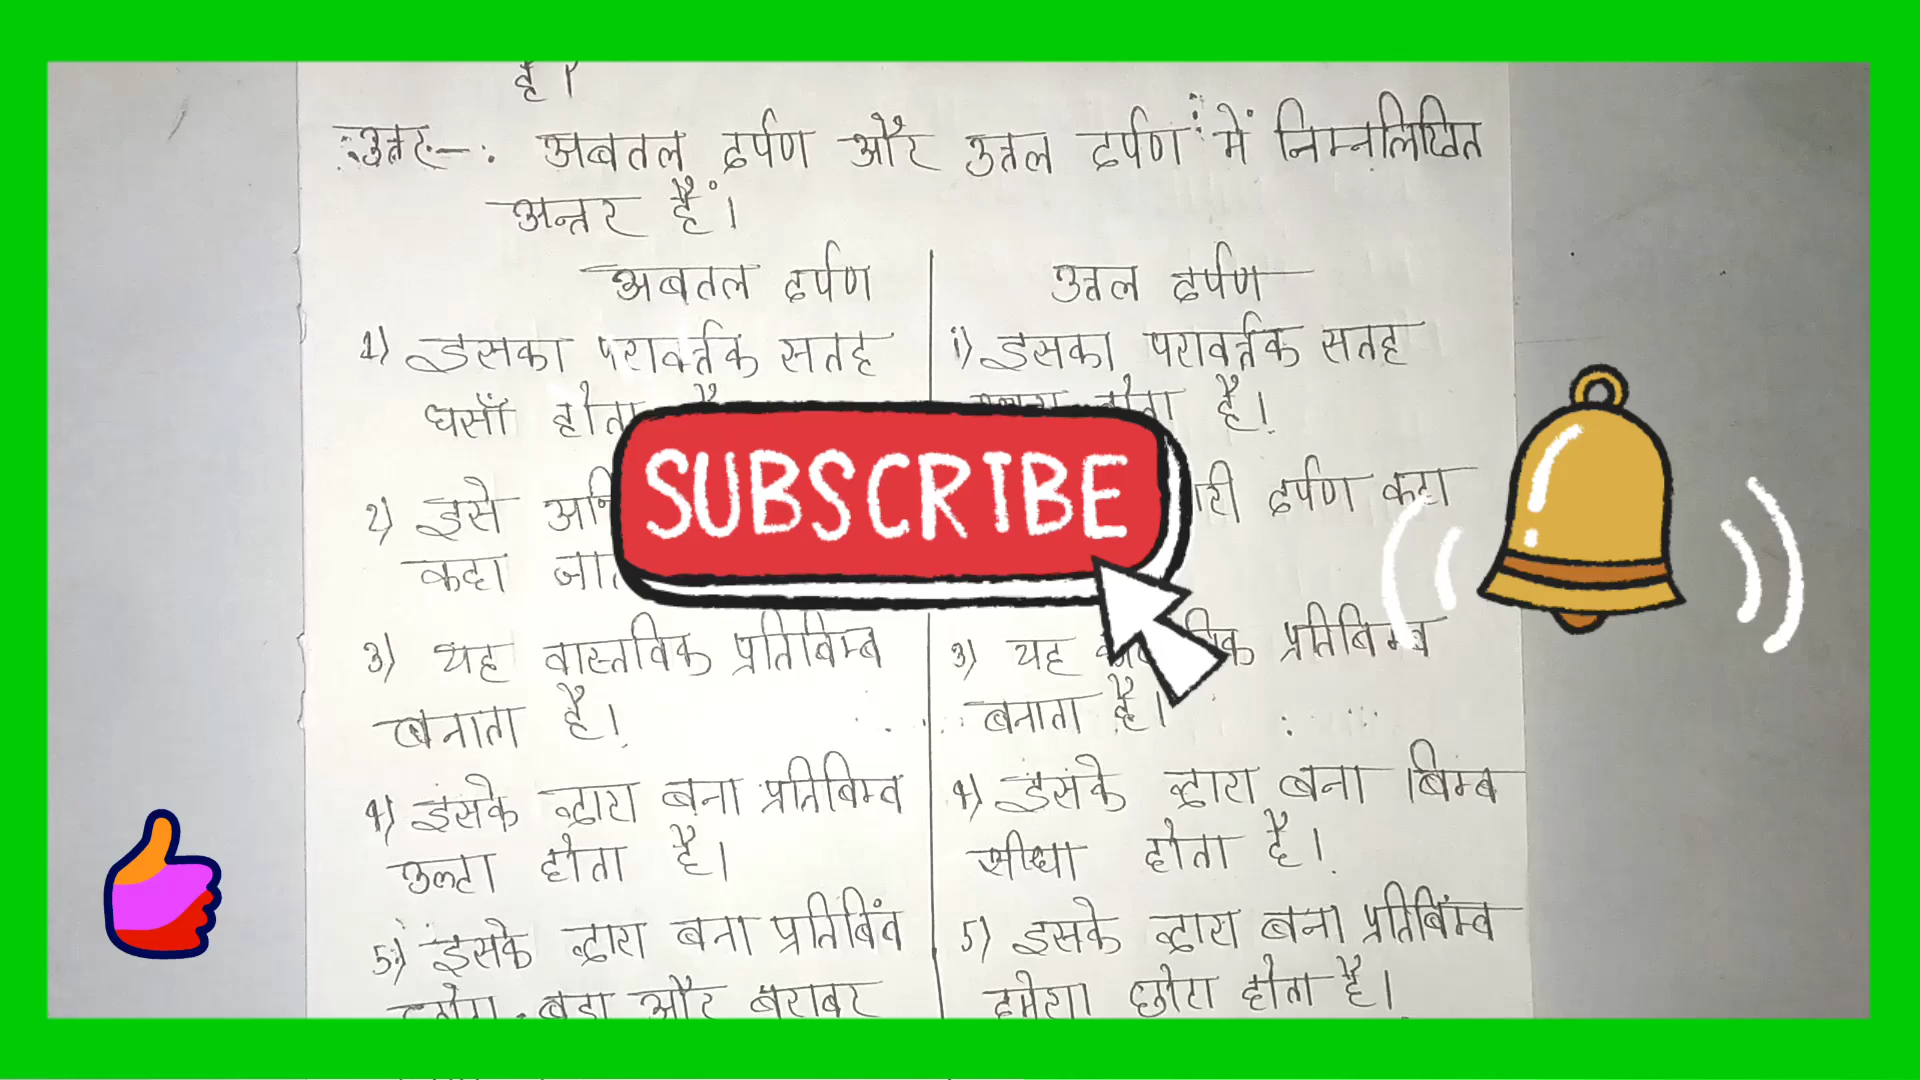 है।
उत्तर:- अवतल दर्पण और उत्तल दर्पण में निम्नलिखित
अन्तर है।
अवतल दर्पण
उत्तल दर्पण
1) इसका परावर्त्तक सतह
धसाँ होता
2) इसे
कहा
3) यह वास्तविक प्रतिबिम्ब
बनाता है।
4) इसके द्वारा बना प्रतिबिम्ब
उल्टा होता है।
5) इसके द्वारा बना प्रतिबिंव
बड़ा और बराबर
1) इसका परावर्त्तक सतह
होता है।
दर्पण कहा
3) यह प्रतिबिम्ब
बनाता है।
4) इसके द्वारा बना बिम्ब
सीधा होता है।
5) इसके द्वारा बना प्रतिबिम्ब
हमेशा छोटा होता है।
SUBSCRIBE